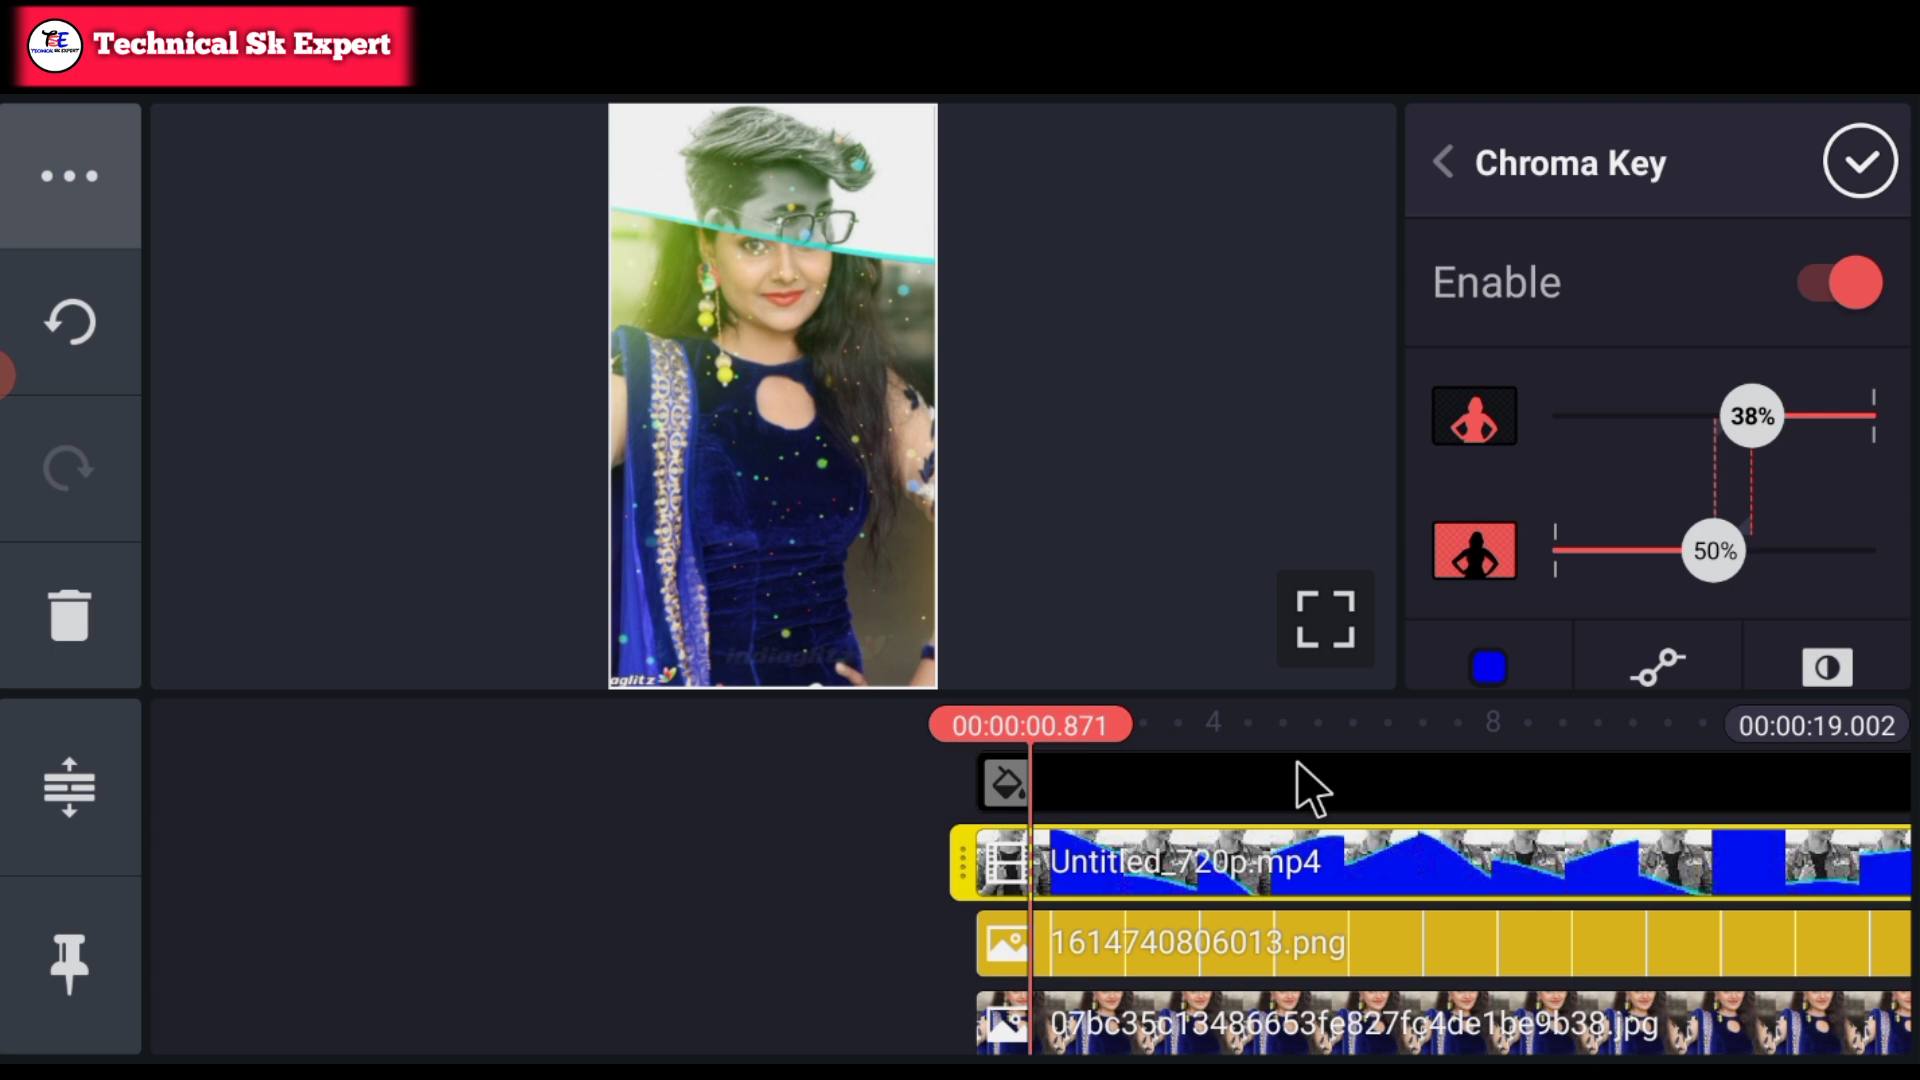 Technical Sk Expert
Chroma Key
Enable
38%
50%
indiaglitz
aglitz
00:00:00.871
4
8
00:00:19.002
Untitled_720p.mp4
1614740806013.png
07bc35c13486653fe827fc4de1be9b38.jpg